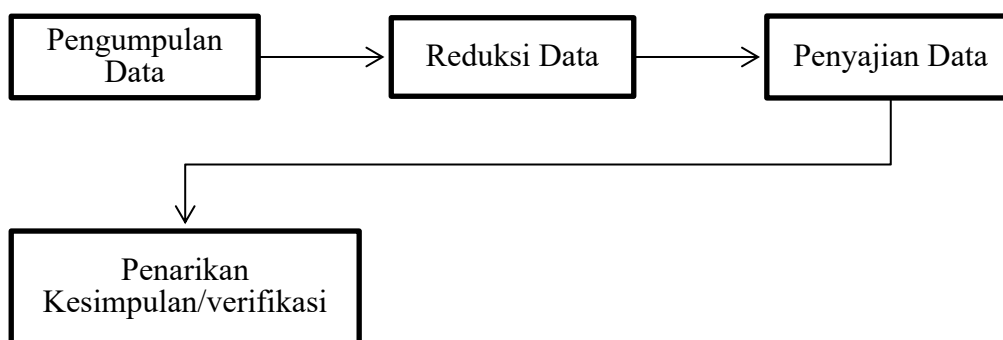 Pengumpulan
Data
Reduksi Data
Penyajian Data
Penarikan
Kesimpulan/verifikasi